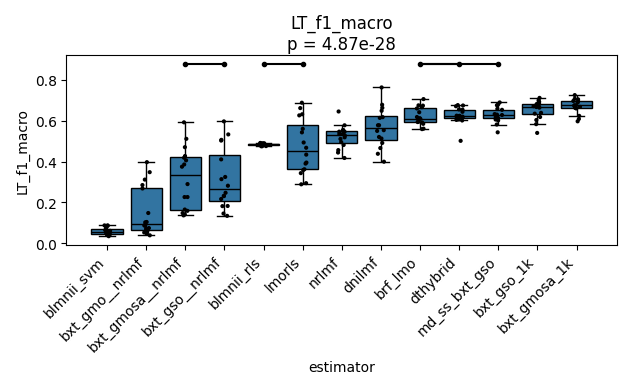 LT_f1_macro
p = 4.87e-28
LT_f1_macro
0.8
0.6
0.4
0.2
0.0
blmnii_svm
bxt_gmo__nrlmf
bxt_gmosa__nrlmf
bxt_gso__nrlmf
blmnii_rls
lmorls
nrlmf
dnilmf
brf_lmo
dthybrid
md_ss_bxt_gso
bxt_gso_1k
bxt_gmosa_1k
estimator